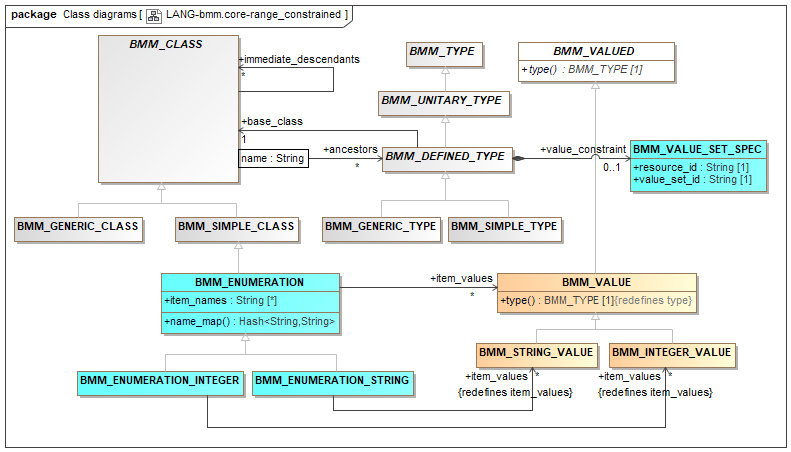 package Class diagrams [ LANG-bmm.core-range_constrained ]
BMM_CLASS
+immediate_descendants
*
BMM_TYPE
BMM_VALUED
+type() : BMM_TYPE [1]
BMM_UNITARY_TYPE
+base_class
1
name : String
+ancestors
*
BMM_DEFINED_TYPE
+value_constraint
0..1
BMM_VALUE_SET_SPEC
+resource_id : String [1]
+value_set_id : String [1]
BMM_GENERIC_CLASS
BMM_SIMPLE_CLASS
BMM_GENERIC_TYPE
BMM_SIMPLE_TYPE
BMM_ENUMERATION
+item_names : String [*]
+name_map() : Hash<String,String>
+item_values
*
BMM_VALUE
+type() : BMM_TYPE [1]{redefines type}
BMM_STRING_VALUE
BMM_INTEGER_VALUE
BMM_ENUMERATION_INTEGER
BMM_ENUMERATION_STRING
+item_values *
{redefines item_values}
+item_values *
{redefines item_values}